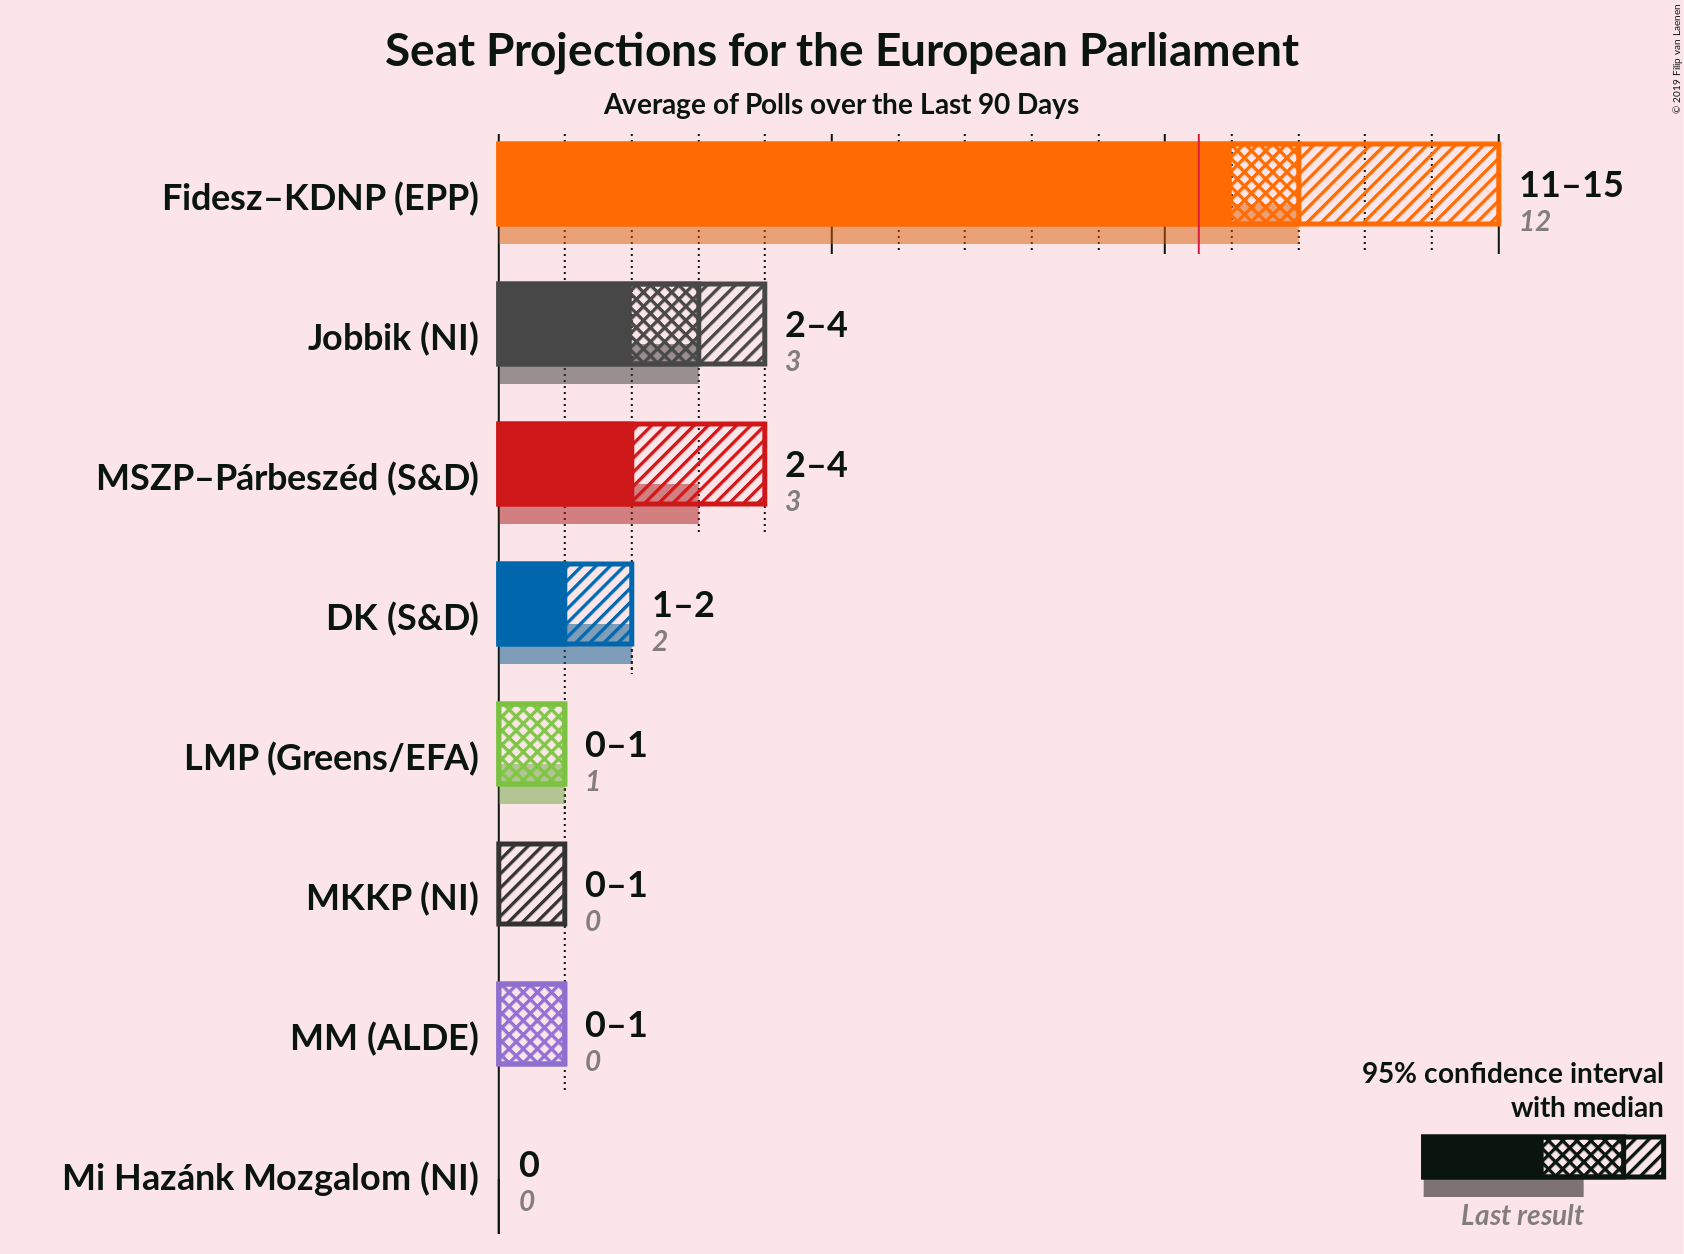 Seat Projections for the European Parliament
Average of Polls over the Last 90 Days
© 2019 Filip van Laenen
Fidesz–KDNP (EPP)
11–15
12
Jobbik (NI)
2–4
3
MSZP–Párbeszéd (S&D)
2–4
3
DK (S&D)
1–2
2
LMP (Greens/EFA)
0–1
1
MKKP (NI)
0–1
0
MM (ALDE)
0–1
0
Mi Hazánk Mozgalom (NI)
0
0
95% confidence interval
with median
Last result